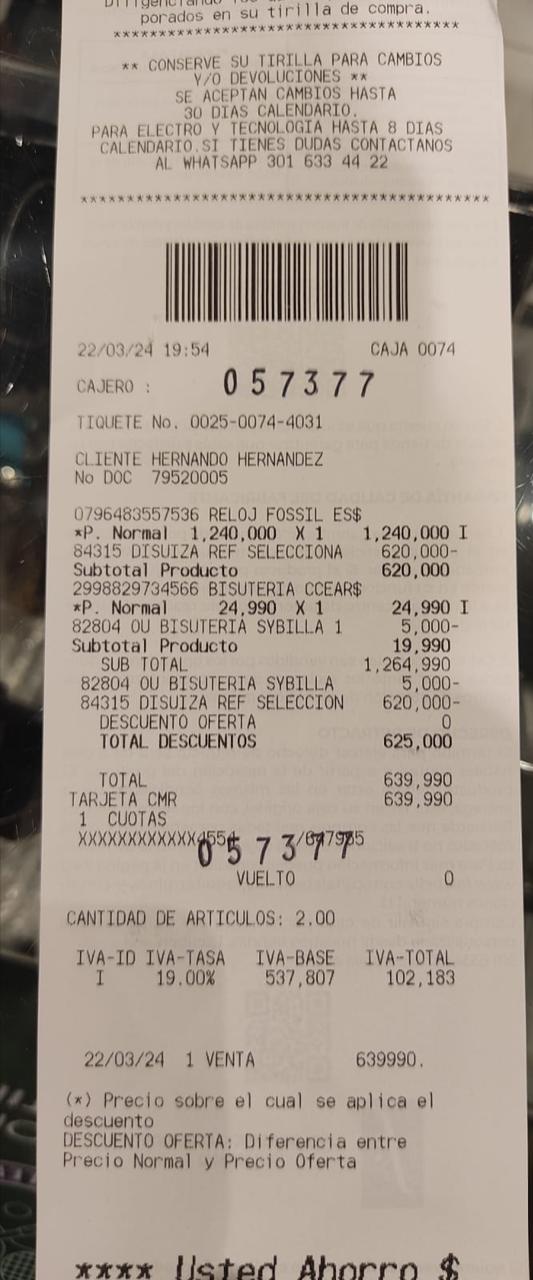 porados en su tirilla de compra.
*************************************
** CONSERVE SU TIRILLA PARA CAMBIOS
Y/O DEVOLUCIONES **
SE ACEPTAN CAMBIOS HASTA
30 DIAS CALENDARIO.
PARA ELECTRO Y TECNOLOGIA HASTA 8 DIAS
CALENDARIO.SI TIENES DUDAS CONTACTANOS
AL WHATSAPP 301 633 44 22
********************************************
22/03/24 19:54 CAJA 0074
CAJERO : 057377
TIQUETE No. 0025-0074-4031
CLIENTE HERNANDO HERNANDEZ
No DOC 79520005
0796483557536 RELOJ FOSSIL ES$
*P. Normal 1,240,000 X 1 1,240,000 I
84315 DISUIZA REF SELECCIONA 620,000-
Subtotal Producto 620,000
2998829734566 BISUTERIA CCEAR$
*P. Normal 24,990 X 1 24,990 I
82804 OU BISUTERIA SYBILLA 1 5,000-
Subtotal Producto 19,990
SUB TOTAL 1,264,990
82804 OU BISUTERIA SYBILLA 5,000-
84315 DISUIZA REF SELECCION 620,000-
DESCUENTO OFERTA 0
TOTAL DESCUENTOS 625,000
TOTAL 639,990
TARJETA CMR 639,990
1 CUOTAS
057377
VUELTO 0
CANTIDAD DE ARTICULOS: 2.00
IVA-ID IVA-TASA IVA-BASE IVA-TOTAL
I 19.00% 537,807 102,183
22/03/24 1 VENTA 639990.
(*) Precio sobre el cual se aplica el
descuento
DESCUENTO OFERTA: Diferencia entre
Precio Normal y Precio Oferta
**** Usted Ahorro $